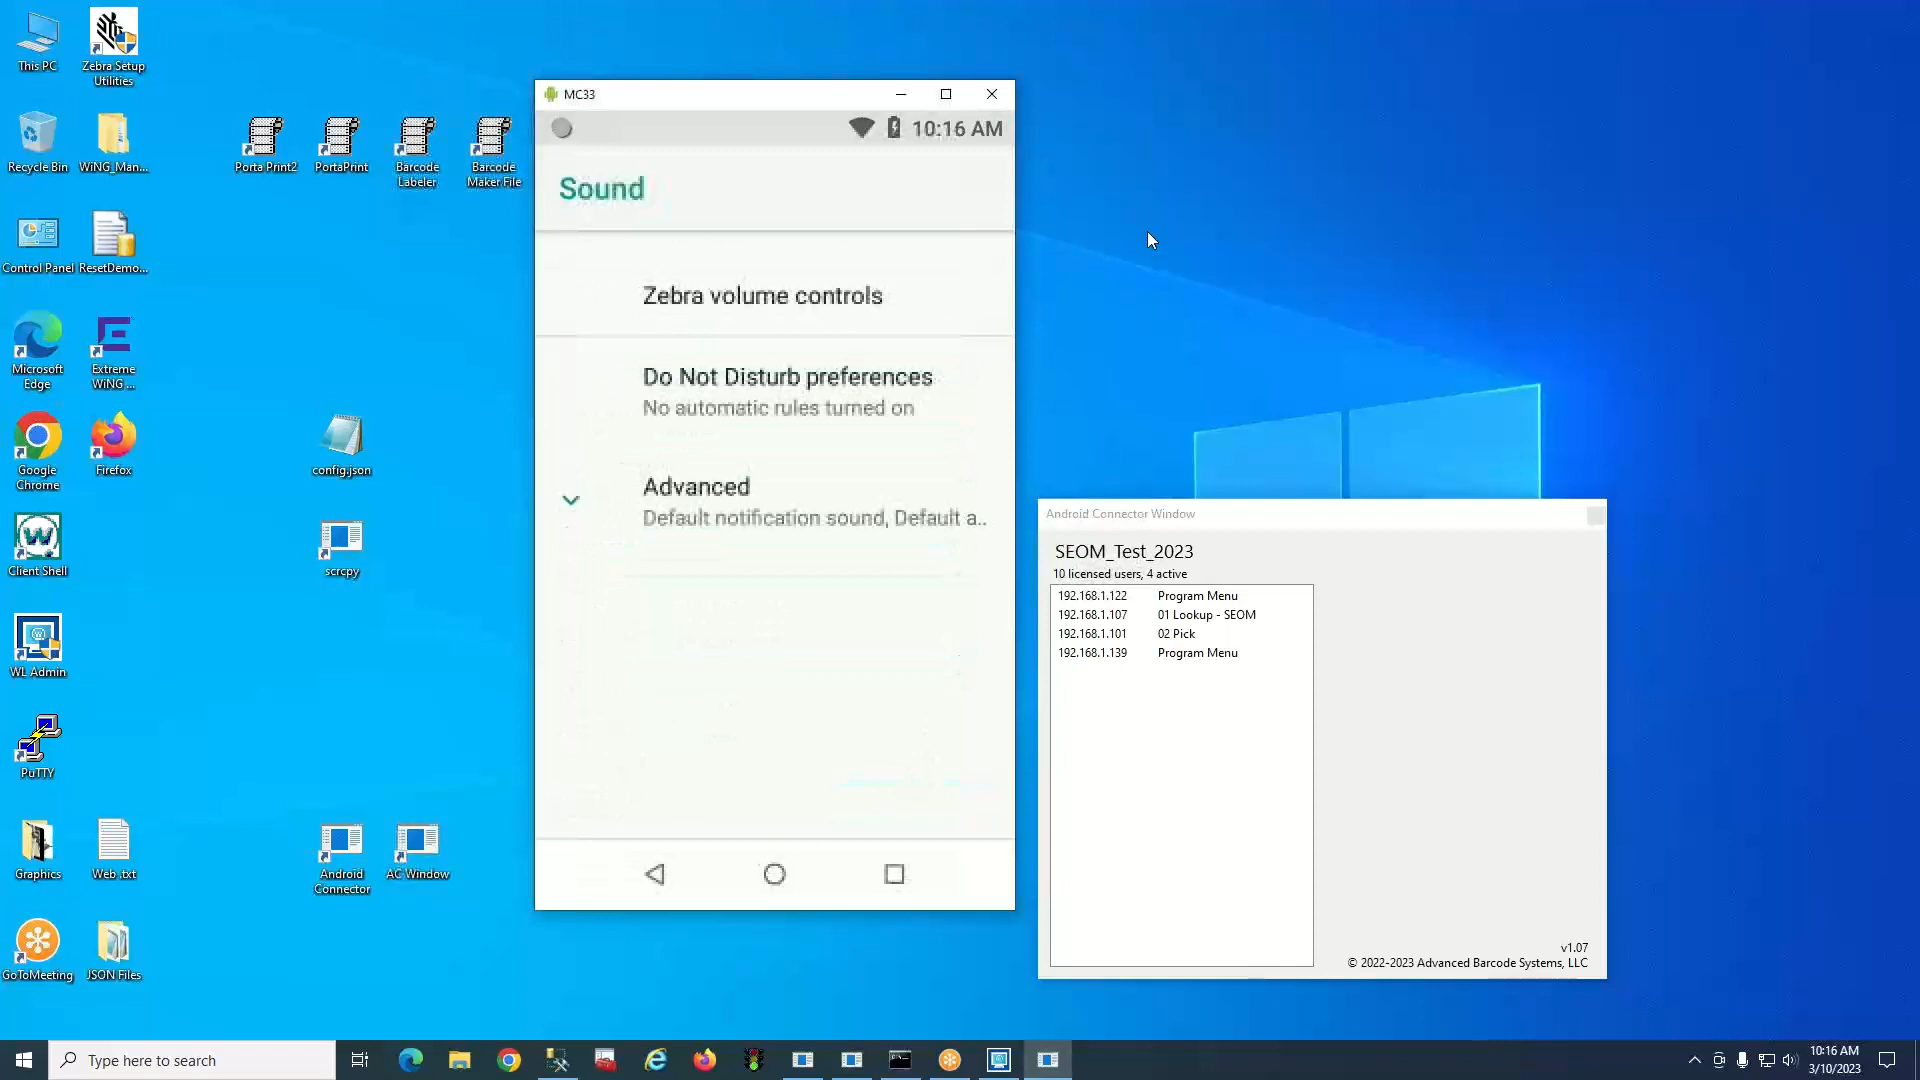 This PC
Zebra Setup
Utilities
Recycle Bin
WiNG_Man...
Porta Print2
PortaPrint
Barcode
Labeler
Barcode
Maker File
Control Panel
ResetDemo...
Microsoft
Edge
Extreme
WiNG ...
Google
Chrome
Firefox
config.json
Client Shell
scrcpy
WL Admin
PuTTY
Graphics
Web .txt
Android
Connector
AC Window
GoToMeeting
JSON Files
MC33
10:16 AM
Sound
Zebra volume controls
Do Not Disturb preferences
No automatic rules turned on
Advanced
Default notification sound, Default a..
Android Connector Window
SEOM_Test_2023
10 licensed users, 4 active
192.168.1.122 Program Menu
192.168.1.107 01 Lookup - SEOM
192.168.1.101 02 Pick
192.168.1.139 Program Menu
v1.07
© 2022-2023 Advanced Barcode Systems, LLC
Type here to search
10:16 AM
3/10/2023